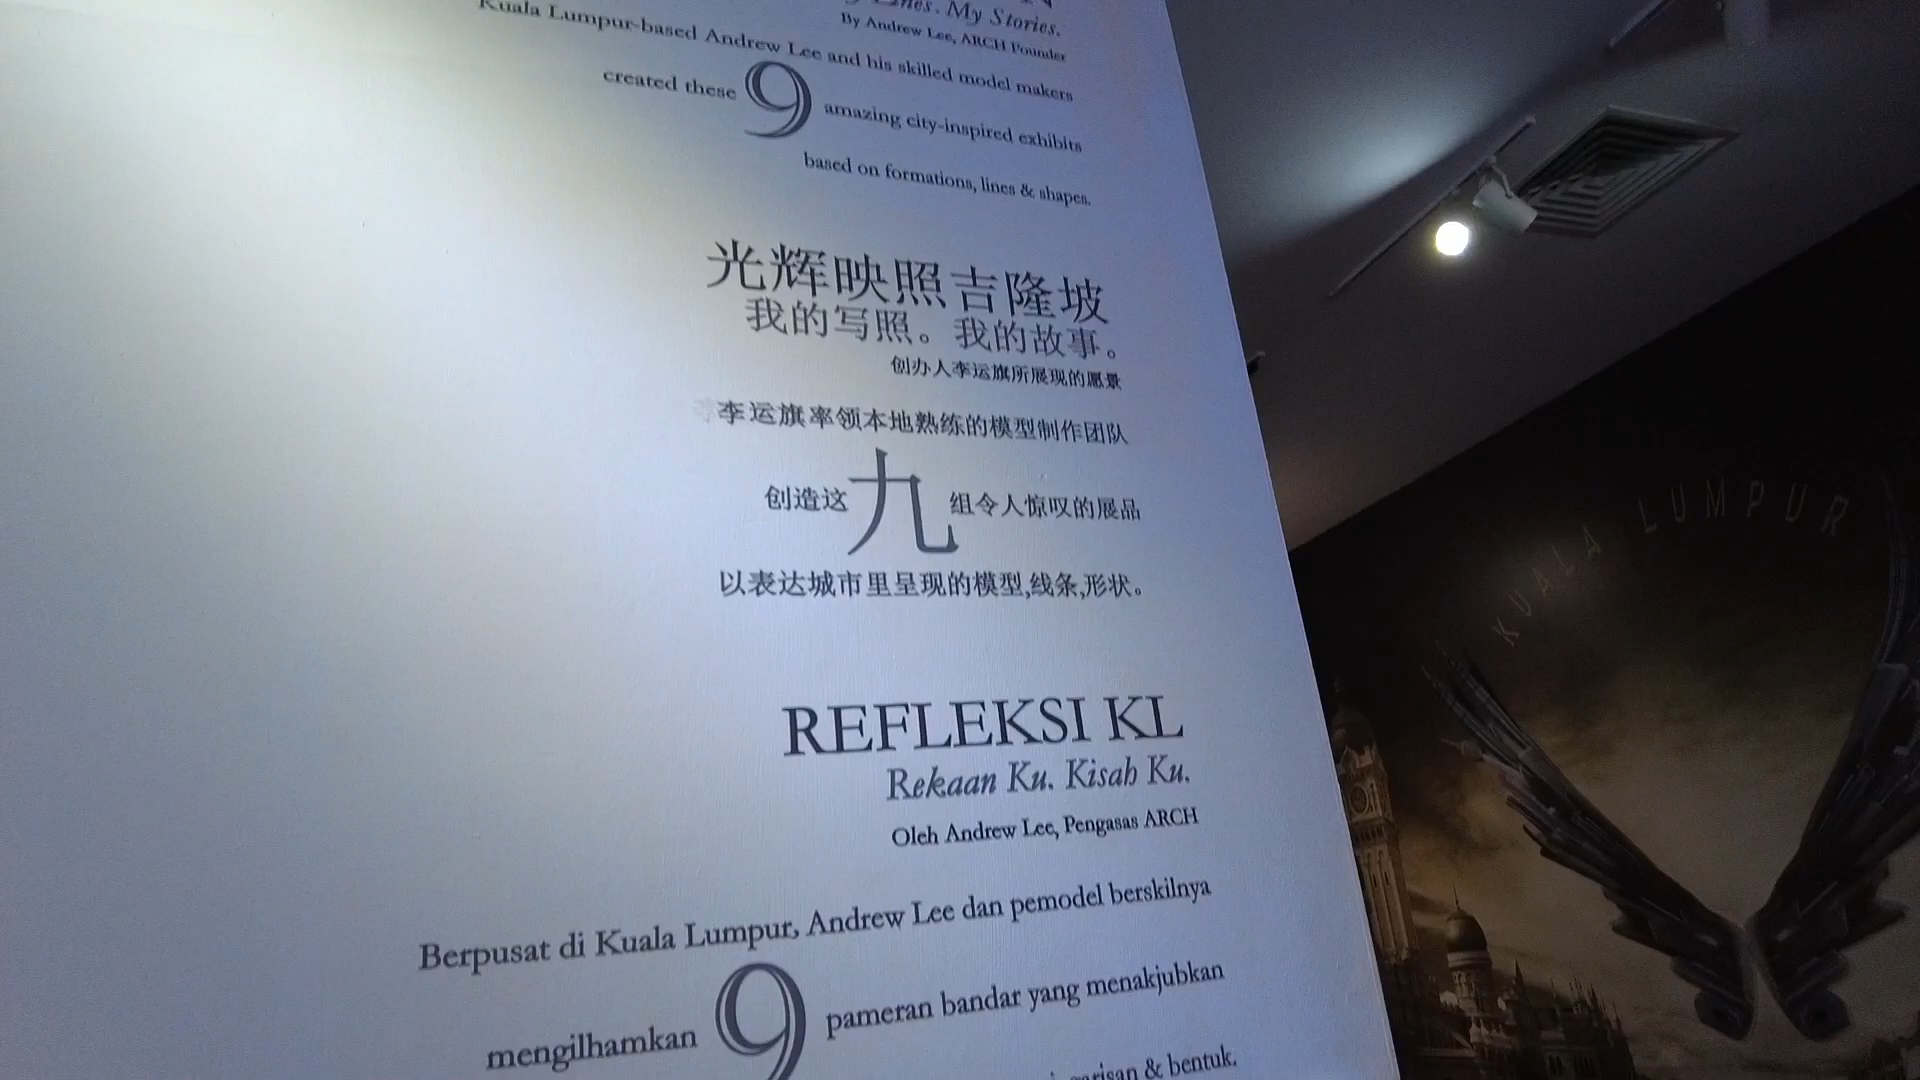 Lines. My Stories.
By Andrew Lee, ARCH Founder
Kuala Lumpur-based Andrew Lee and his skilled model makers
created these 9 amazing city-inspired exhibits
based on formations, lines & shapes.
光辉映照吉隆坡
我的写照。我的故事。
创办人李运旗所展现的愿景
李运旗率领本地熟练的模型制作团队
创造这九组令人惊叹的展品
以表达城市里呈现的模型,线条,形状。
REFLEKSI KL
Rekaan Ku. Kisah Ku.
Oleh Andrew Lee, Pengasas ARCH
Berpusat di Kuala Lumpur, Andrew Lee dan pemodel berskilnya
mengilhamkan 9 pameran bandar yang menakjubkan
garisan & bentuk.
KUALA LUMPUR